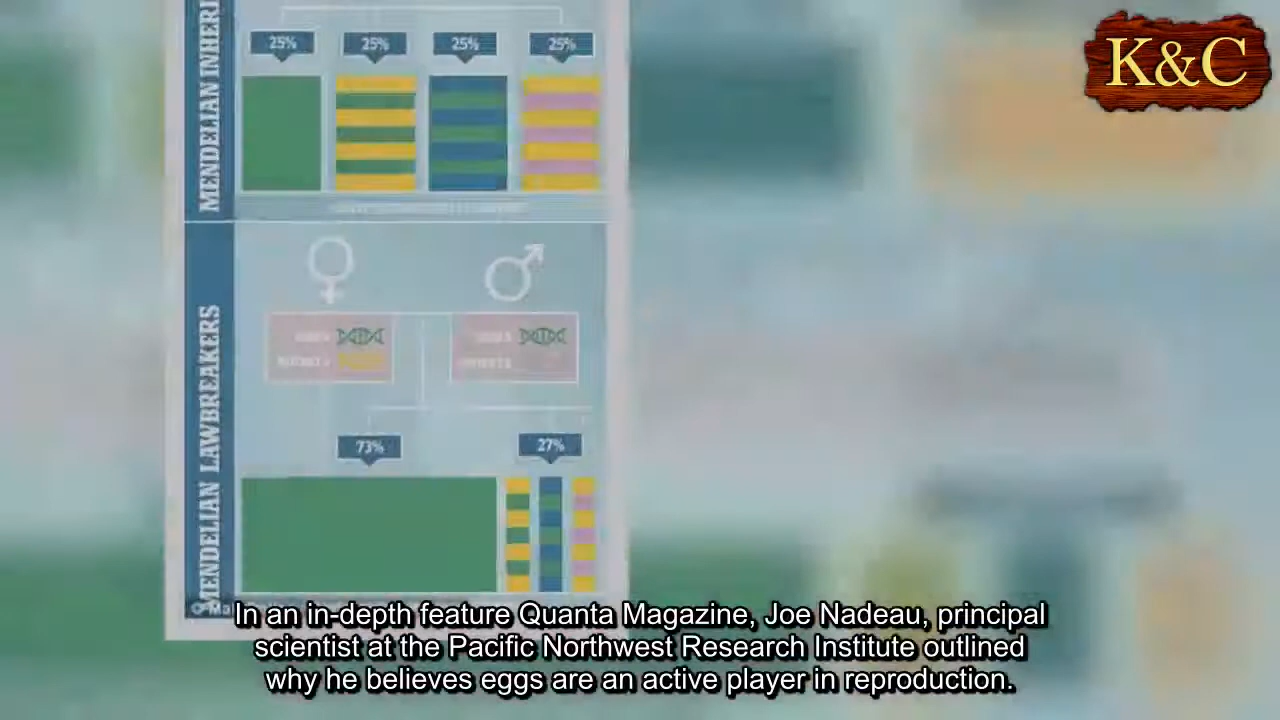 MENDELIAN INHERI
25% 25% 25% 25%
K&C
MENDELIAN LAWBREAKERS
73% 27%
In an in-depth feature Quanta Magazine, Joe Nadeau, principal
scientist at the Pacific Northwest Research Institute outlined
why he believes eggs are an active player in reproduction.